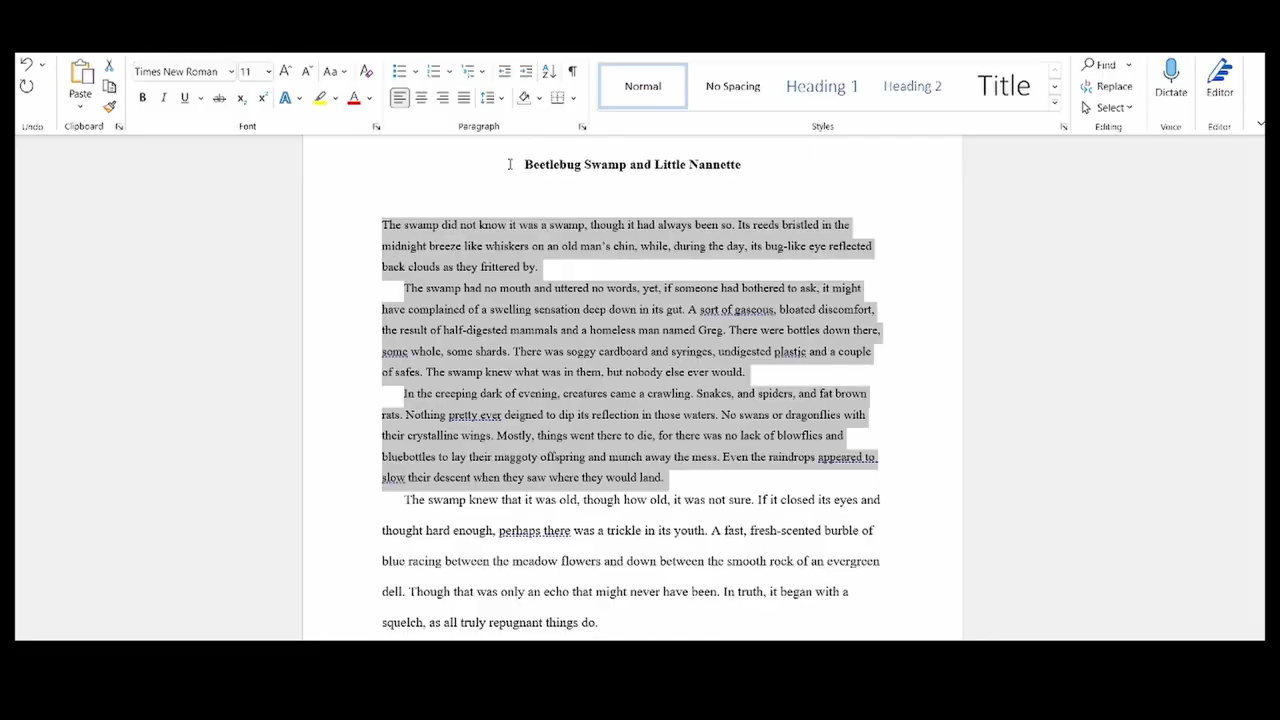 Times New Roman 11 Aa
Paste
B I U ab x₂ x² A A
Undo Clipboard Font Paragraph
Normal No Spacing Heading 1 Heading 2 Title
Styles
Find
Replace
Select
Editing
Dictate
Voice
Editor
Editor
Beetlebug Swamp and Little Nannette
The swamp did not know it was a swamp, though it had always been so. Its reeds bristled in the
midnight breeze like whiskers on an old man's chin, while, during the day, its bug-like eye reflected
back clouds as they frittered by.
The swamp had no mouth and uttered no words, yet, if someone had bothered to ask, it might
have complained of a swelling sensation deep down in its gut. A sort of gaseous, bloated discomfort,
the result of half-digested mammals and a homeless man named Greg. There were bottles down there,
some whole, some shards. There was soggy cardboard and syringes, undigested plastic and a couple
of safes. The swamp knew what was in them, but nobody else ever would.
In the creeping dark of evening, creatures came a crawling. Snakes, and spiders, and fat brown
rats. Nothing pretty ever deigned to dip its reflection in those waters. No swans or dragonflies with
their crystalline wings. Mostly, things went there to die, for there was no lack of blowflies and
bluebottles to lay their maggoty offspring and munch away the mess. Even the raindrops appeared to
slow their descent when they saw where they would land.
The swamp knew that it was old, though how old, it was not sure. If it closed its eyes and
thought hard enough, perhaps there was a trickle in its youth. A fast, fresh-scented burble of
blue racing between the meadow flowers and down between the smooth rock of an evergreen
dell. Though that was only an echo that might never have been. In truth, it began with a
squelch, as all truly repugnant things do.